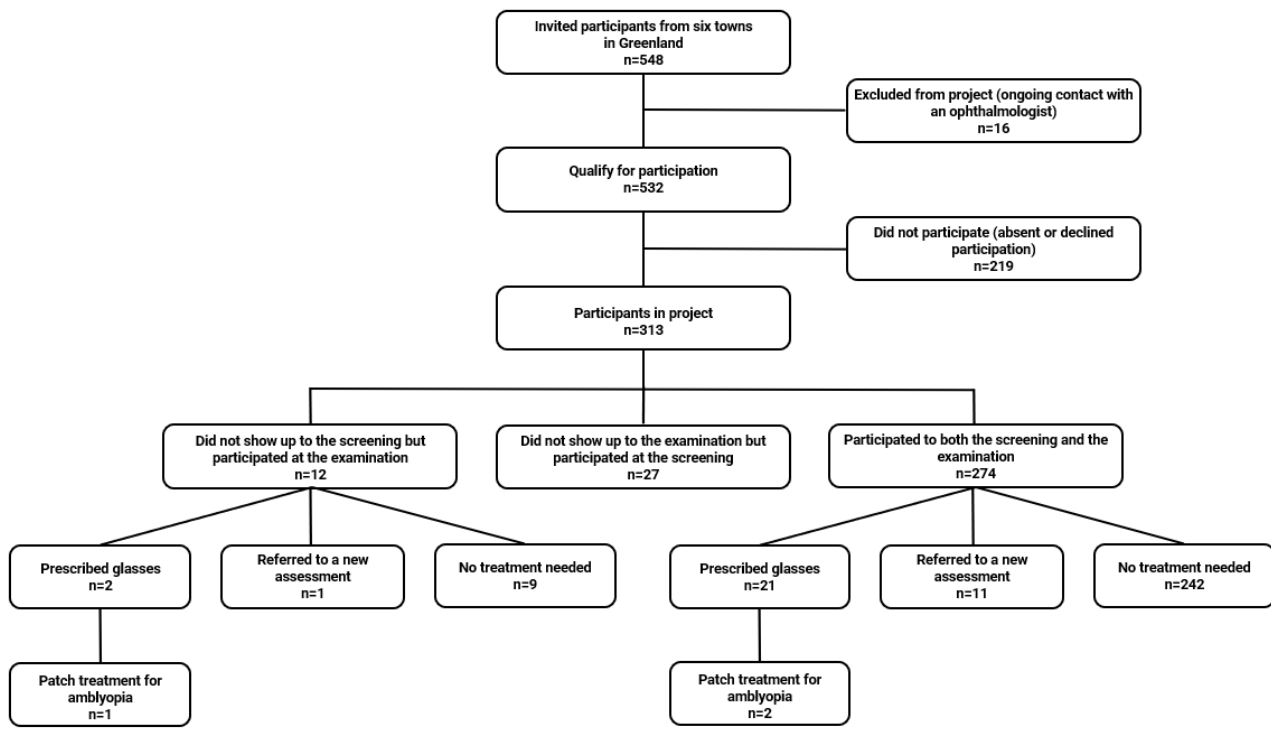 Invited participants from six towns
in Greenland
n=548
Excluded from project (ongoing contact with
an ophthalmologist)
n=16
Qualify for participation
n=532
Did not participate (absent or declined
participation)
n=219
Participants in project
n=313
Did not show up to the screening but
participated at the examination
n=12
Did not show up to the examination but
participated at the screening
n=27
Participated to both the screening and the
examination
n=274
Prescribed glasses
n=2
Referred to a new
assessment
n=1
No treatment needed
n=9
Prescribed glasses
n=21
Referred to a new
assessment
n=11
No treatment needed
n=242
Patch treatment for
amblyopia
n=1
Patch treatment for
amblyopia
n=2